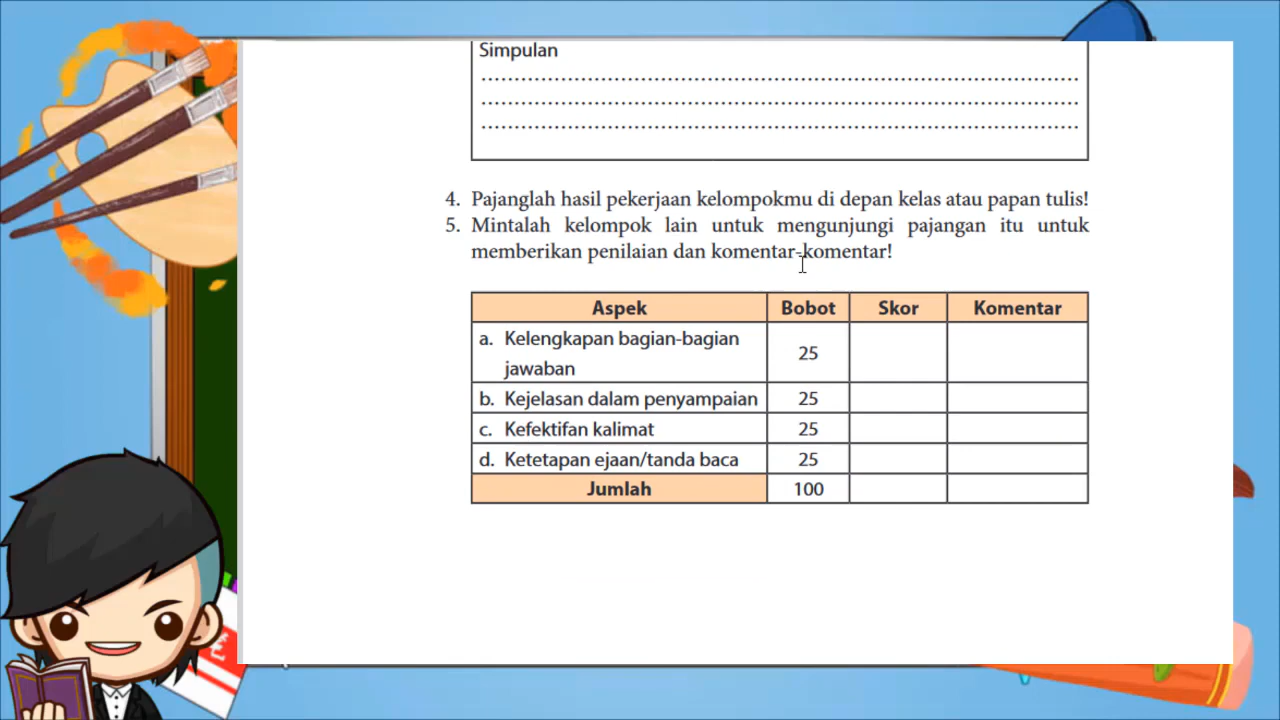 Simpulan
4. Pajanglah hasil pekerjaan kelompokmu di depan kelas atau papan tulis!
5. Mintalah kelompok lain untuk mengunjungi pajangan itu untuk
memberikan penilaian dan komentar-komentar!
Aspek Bobot Skor Komentar
a. Kelengkapan bagian-bagian
jawaban 25
b. Kejelasan dalam penyampaian 25
c. Kefektifan kalimat 25
d. Ketetapan ejaan/tanda baca 25
Jumlah 100